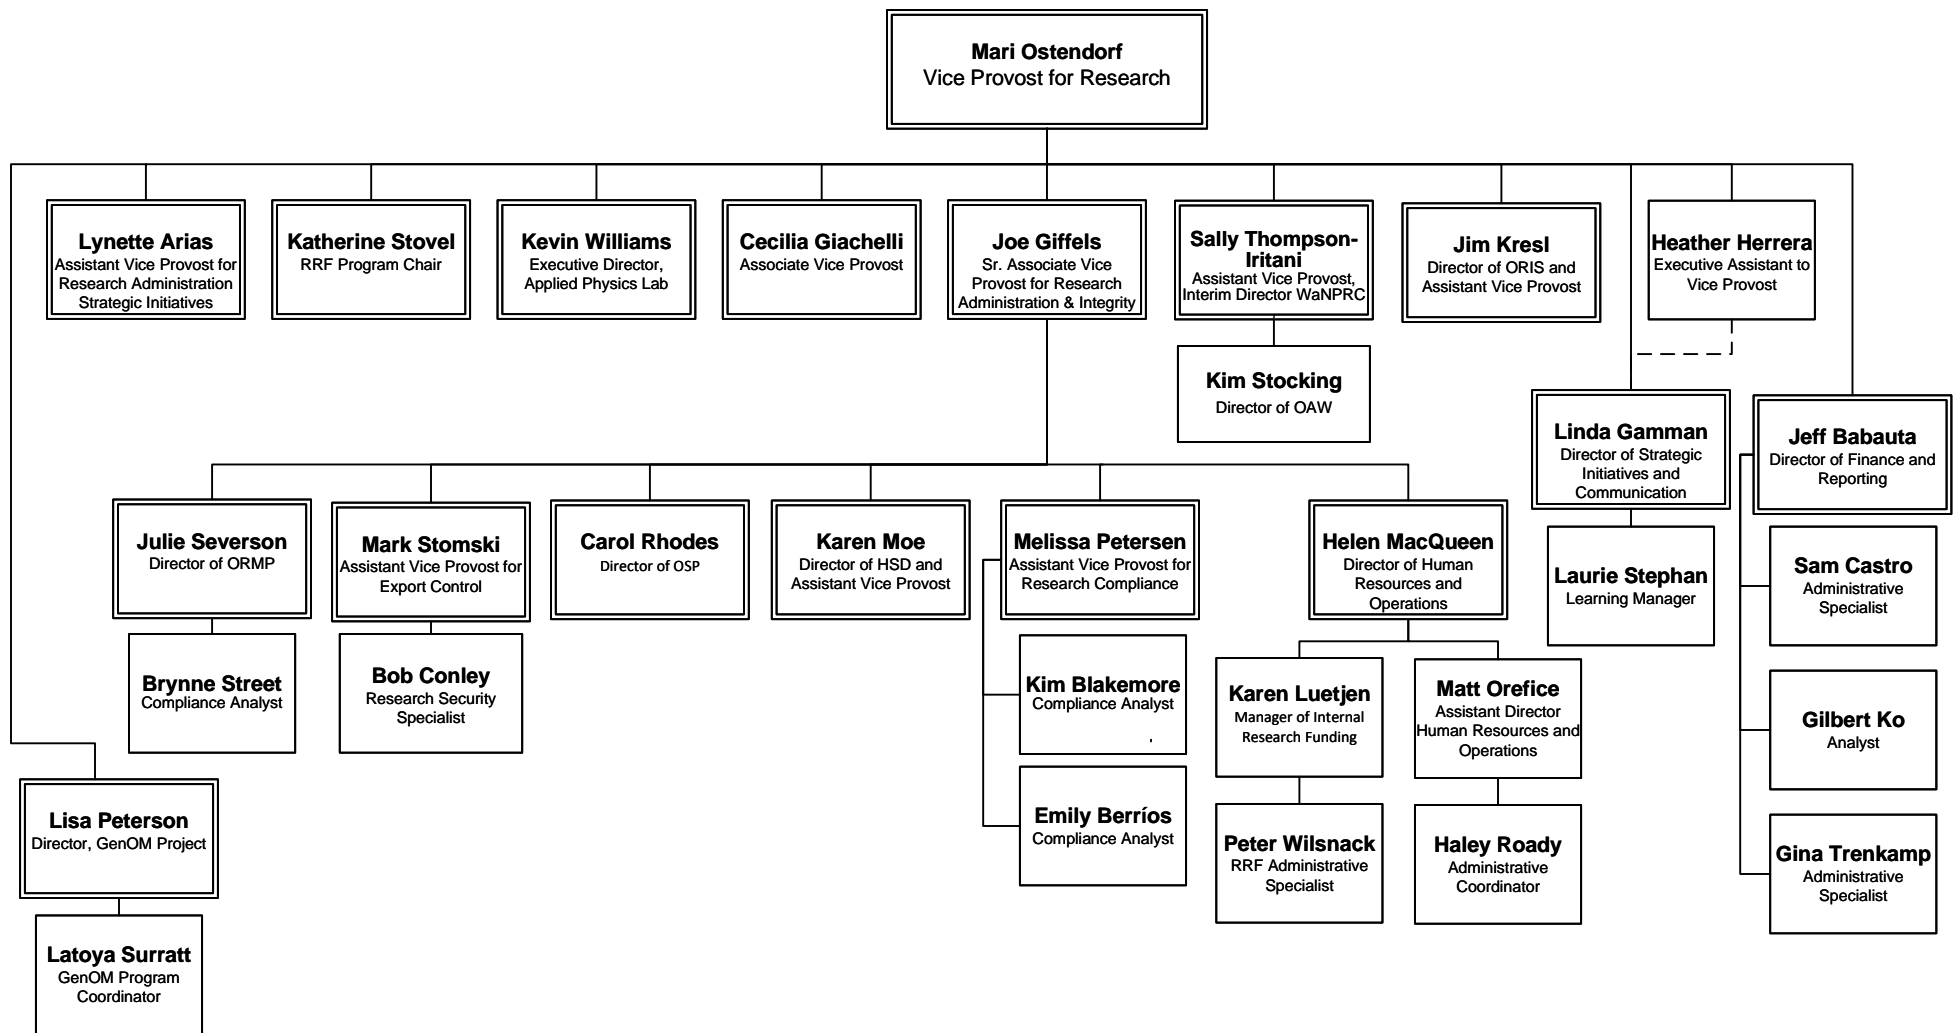 Mari Ostendorf
Vice Provost for Research
Lynette Arias
Assistant Vice Provost for
Research Administration
Strategic Initiatives
Katherine Stovel
RRF Program Chair
Kevin Williams
Executive Director,
Applied Physics Lab
Cecilia Giachelli
Associate Vice Provost
Joe Giffels
Sr. Associate Vice
Provost for Research
Administration & Integrity
Sally Thompson-
Iritani
Assistant Vice Provost,
Interim Director WaNPRC
Jim Kresl
Director of ORIS and
Assistant Vice Provost
Heather Herrera
Executive Assistant to
Vice Provost
Kim Stocking
Director of OAW
Linda Gamman
Director of Strategic
Initiatives and
Communication
Jeff Babauta
Director of Finance and
Reporting
Julie Severson
Director of ORMP
Mark Stomski
Assistant Vice Provost for
Export Control
Carol Rhodes
Director of OSP
Karen Moe
Director of HSD and
Assistant Vice Provost
Melissa Petersen
Assistant Vice Provost for
Research Compliance
Helen MacQueen
Director of Human
Resources and
Operations
Laurie Stephan
Learning Manager
Sam Castro
Administrative
Specialist
Brynne Street
Compliance Analyst
Bob Conley
Research Security
Specialist
Kim Blakemore
Compliance Analyst
.
Karen Luetjen
Manager of Internal
Research Funding
Matt Orefice
Assistant Director
Human Resources and
Operations
Gilbert Ko
Analyst
Lisa Peterson
Director, GenOM Project
Emily Berríos
Compliance Analyst
Peter Wilsnack
RRF Administrative
Specialist
Haley Roady
Administrative
Coordinator
Gina Trenkamp
Administrative
Specialist
Latoya Surratt
GenOM Program
Coordinator